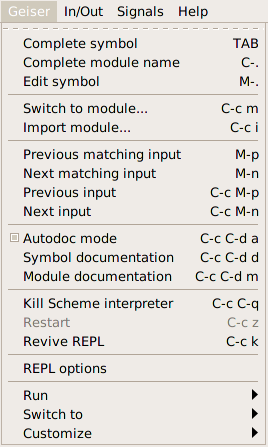 Geiser In/Out Signals Help
Complete symbol TAB
Complete module name C-.
Edit symbol M-.
Switch to module... C-c m
Import module... C-c i
Previous matching input M-p
Next matching input M-n
Previous input C-c M-p
Next input C-c M-n
Autodoc mode C-c C-d a
Symbol documentation C-c C-d d
Module documentation C-c C-d m
Kill Scheme interpreter C-c C-q
Restart C-c z
Revive REPL C-c k
REPL options
Run
Switch to
Customize